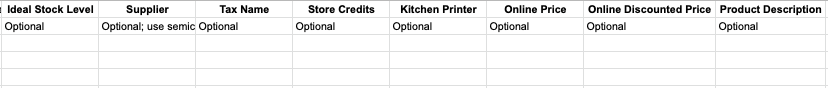 Ideal Stock Level Supplier Tax Name Store Credits Kitchen Printer Online Price Online Discounted Price Product Description
Optional Optional; use semic Optional Optional Optional Optional Optional Optional